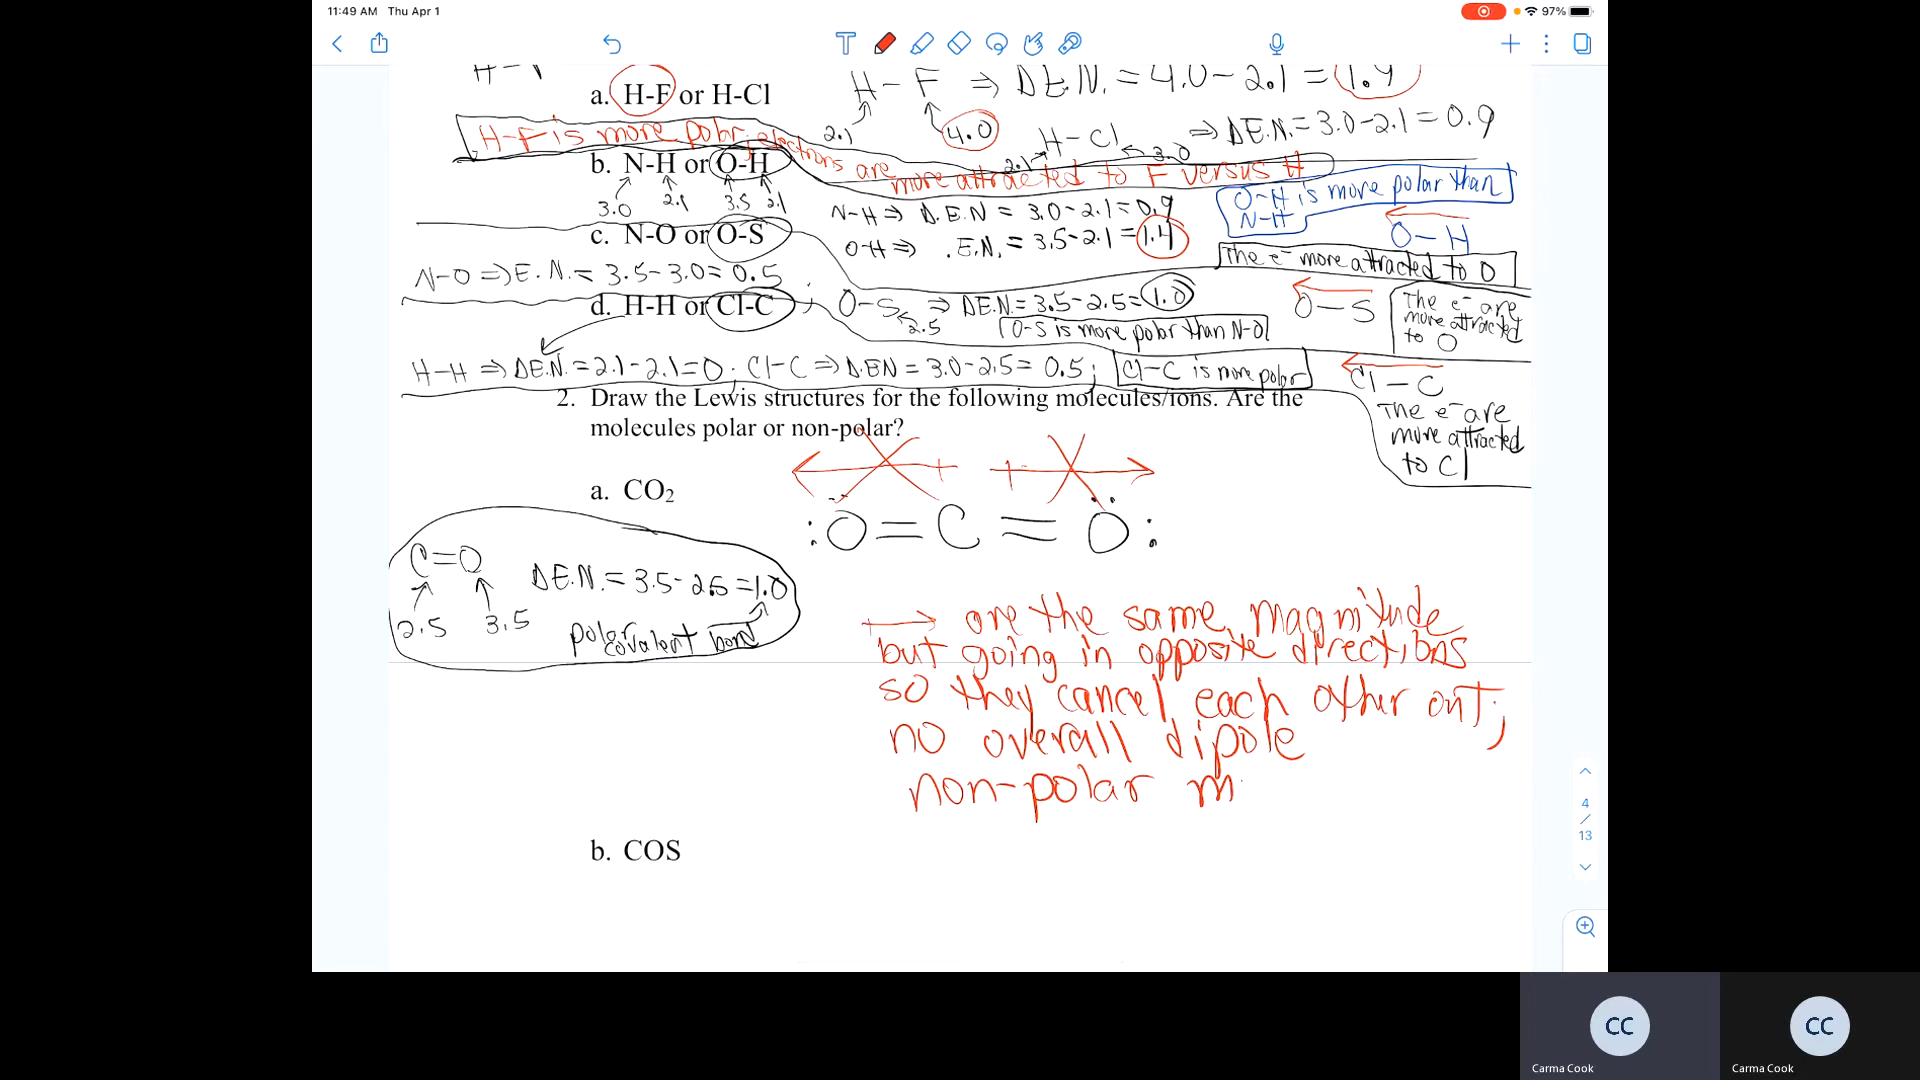 11:49 AM Thu Apr 1
97%
H-F ⇒ Δ E.N. = 4.0-2.1 = 1.9
a. H-F or H-Cl
2.1 4.0
H-Cl ⇒ ΔE.N. = 3.0-2.1 = 0.9
2.1 3.0
H-F is more polar; electrons are more attracted to F versus H
b. N-H or O-H
3.0 2.1 3.5 2.1
N-H ⇒ Δ.E.N = 3.0-2.1 = 0.9
O-H ⇒ .E.N. = 3.5-2.1 = 1.4
O-H is more polar than
N-H
O-H
The e⁻ more attracted to O
c. N-O or O-S
N-O ⇒ E.N. = 3.5-3.0 = 0.5 ;
O-S ⇒ ΔE.N. = 3.5-2.5 = 1.0
2.5
O-S is more polar than N-O
O-S
The e⁻ are
more attracted
to O
d. H-H or Cl-C
H-H ⇒ ΔE.N. = 2.1-2.1 = 0; Cl-C ⇒ Δ.EN = 3.0-2.5 = 0.5; Cl-C is more polar
Cl-C
The e⁻ are
more attracted
to Cl
2. Draw the Lewis structures for the following molecules/ions. Are the
molecules polar or non-polar?
a. CO₂
:Ö=C=Ö:
C=O
2.5 3.5
ΔE.N. = 3.5-2.5 = 1.0
polar covalent bond
are the same magnitude
but going in opposite directions
so they cancel each other out;
no overall dipole
non-polar m
b. COS
4
/
13
CC
Carma Cook
CC
Carma Cook